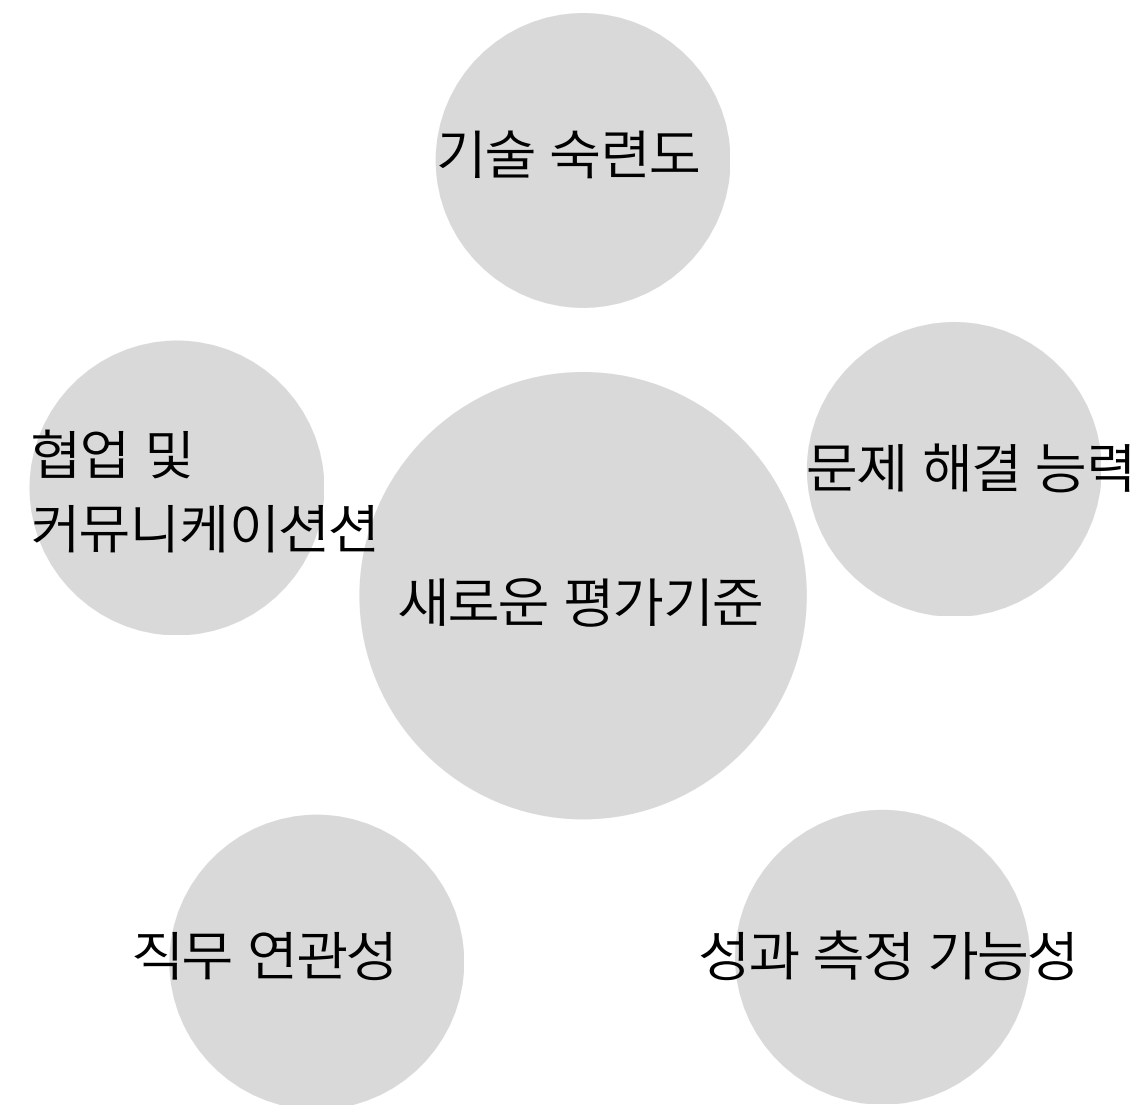 기술 숙련도
협업 및
커뮤니케이션션
문제 해결 능력
새로운 평가기준
직무 연관성
성과 측정 가능성